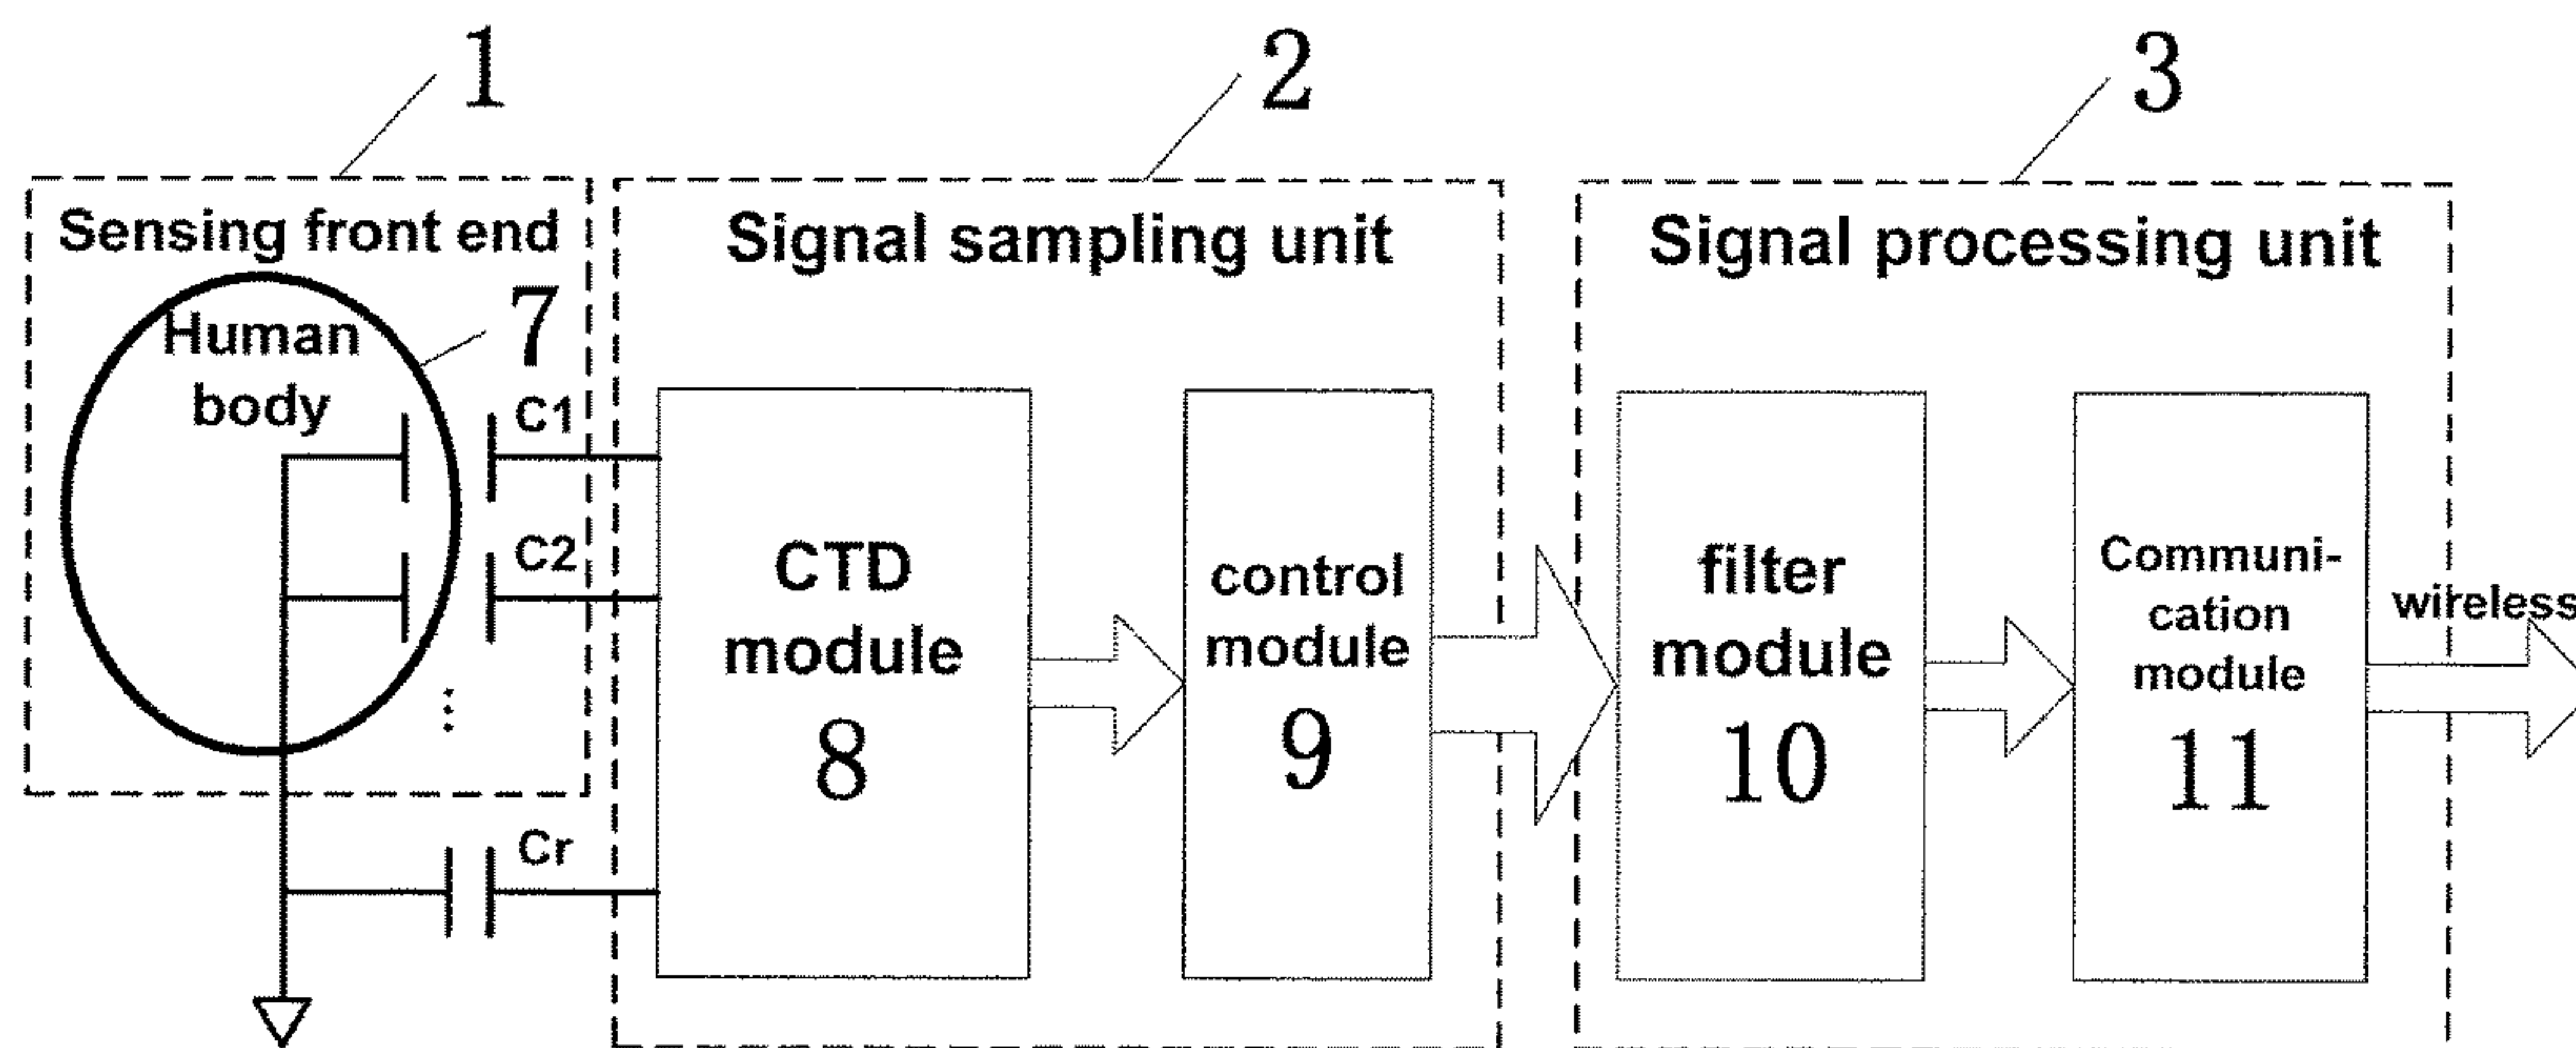 1
2
3
Sensing front end
Signal sampling unit
Signal processing unit
7
Human
body
C1
C2
Cr
CTD
module
8
control
module
9
filter
module
10
Communi-
cation
module
11
wireless